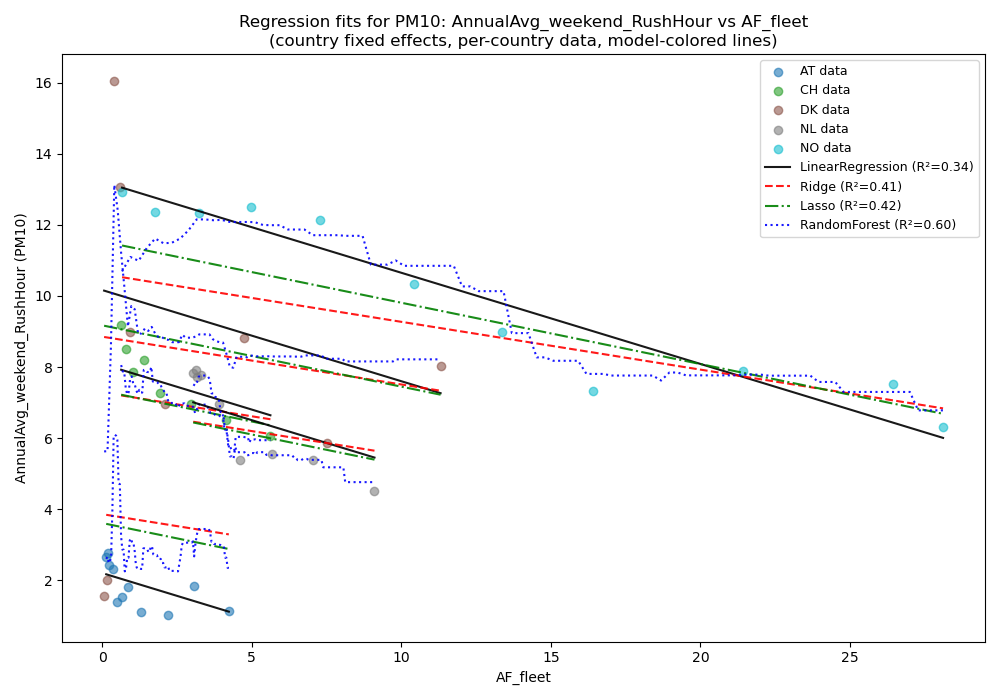 Regression fits for PM10: AnnualAvg_weekend_RushHour vs AF_fleet
(country fixed effects, per-country data, model-colored lines)
AnnualAvg_weekend_RushHour (PM10)
16
14
12
10
8
6
4
2
0
5
10
15
20
25
AF_fleet
AT data
CH data
DK data
NL data
NO data
LinearRegression (R²=0.34)
Ridge (R²=0.41)
Lasso (R²=0.42)
RandomForest (R²=0.60)